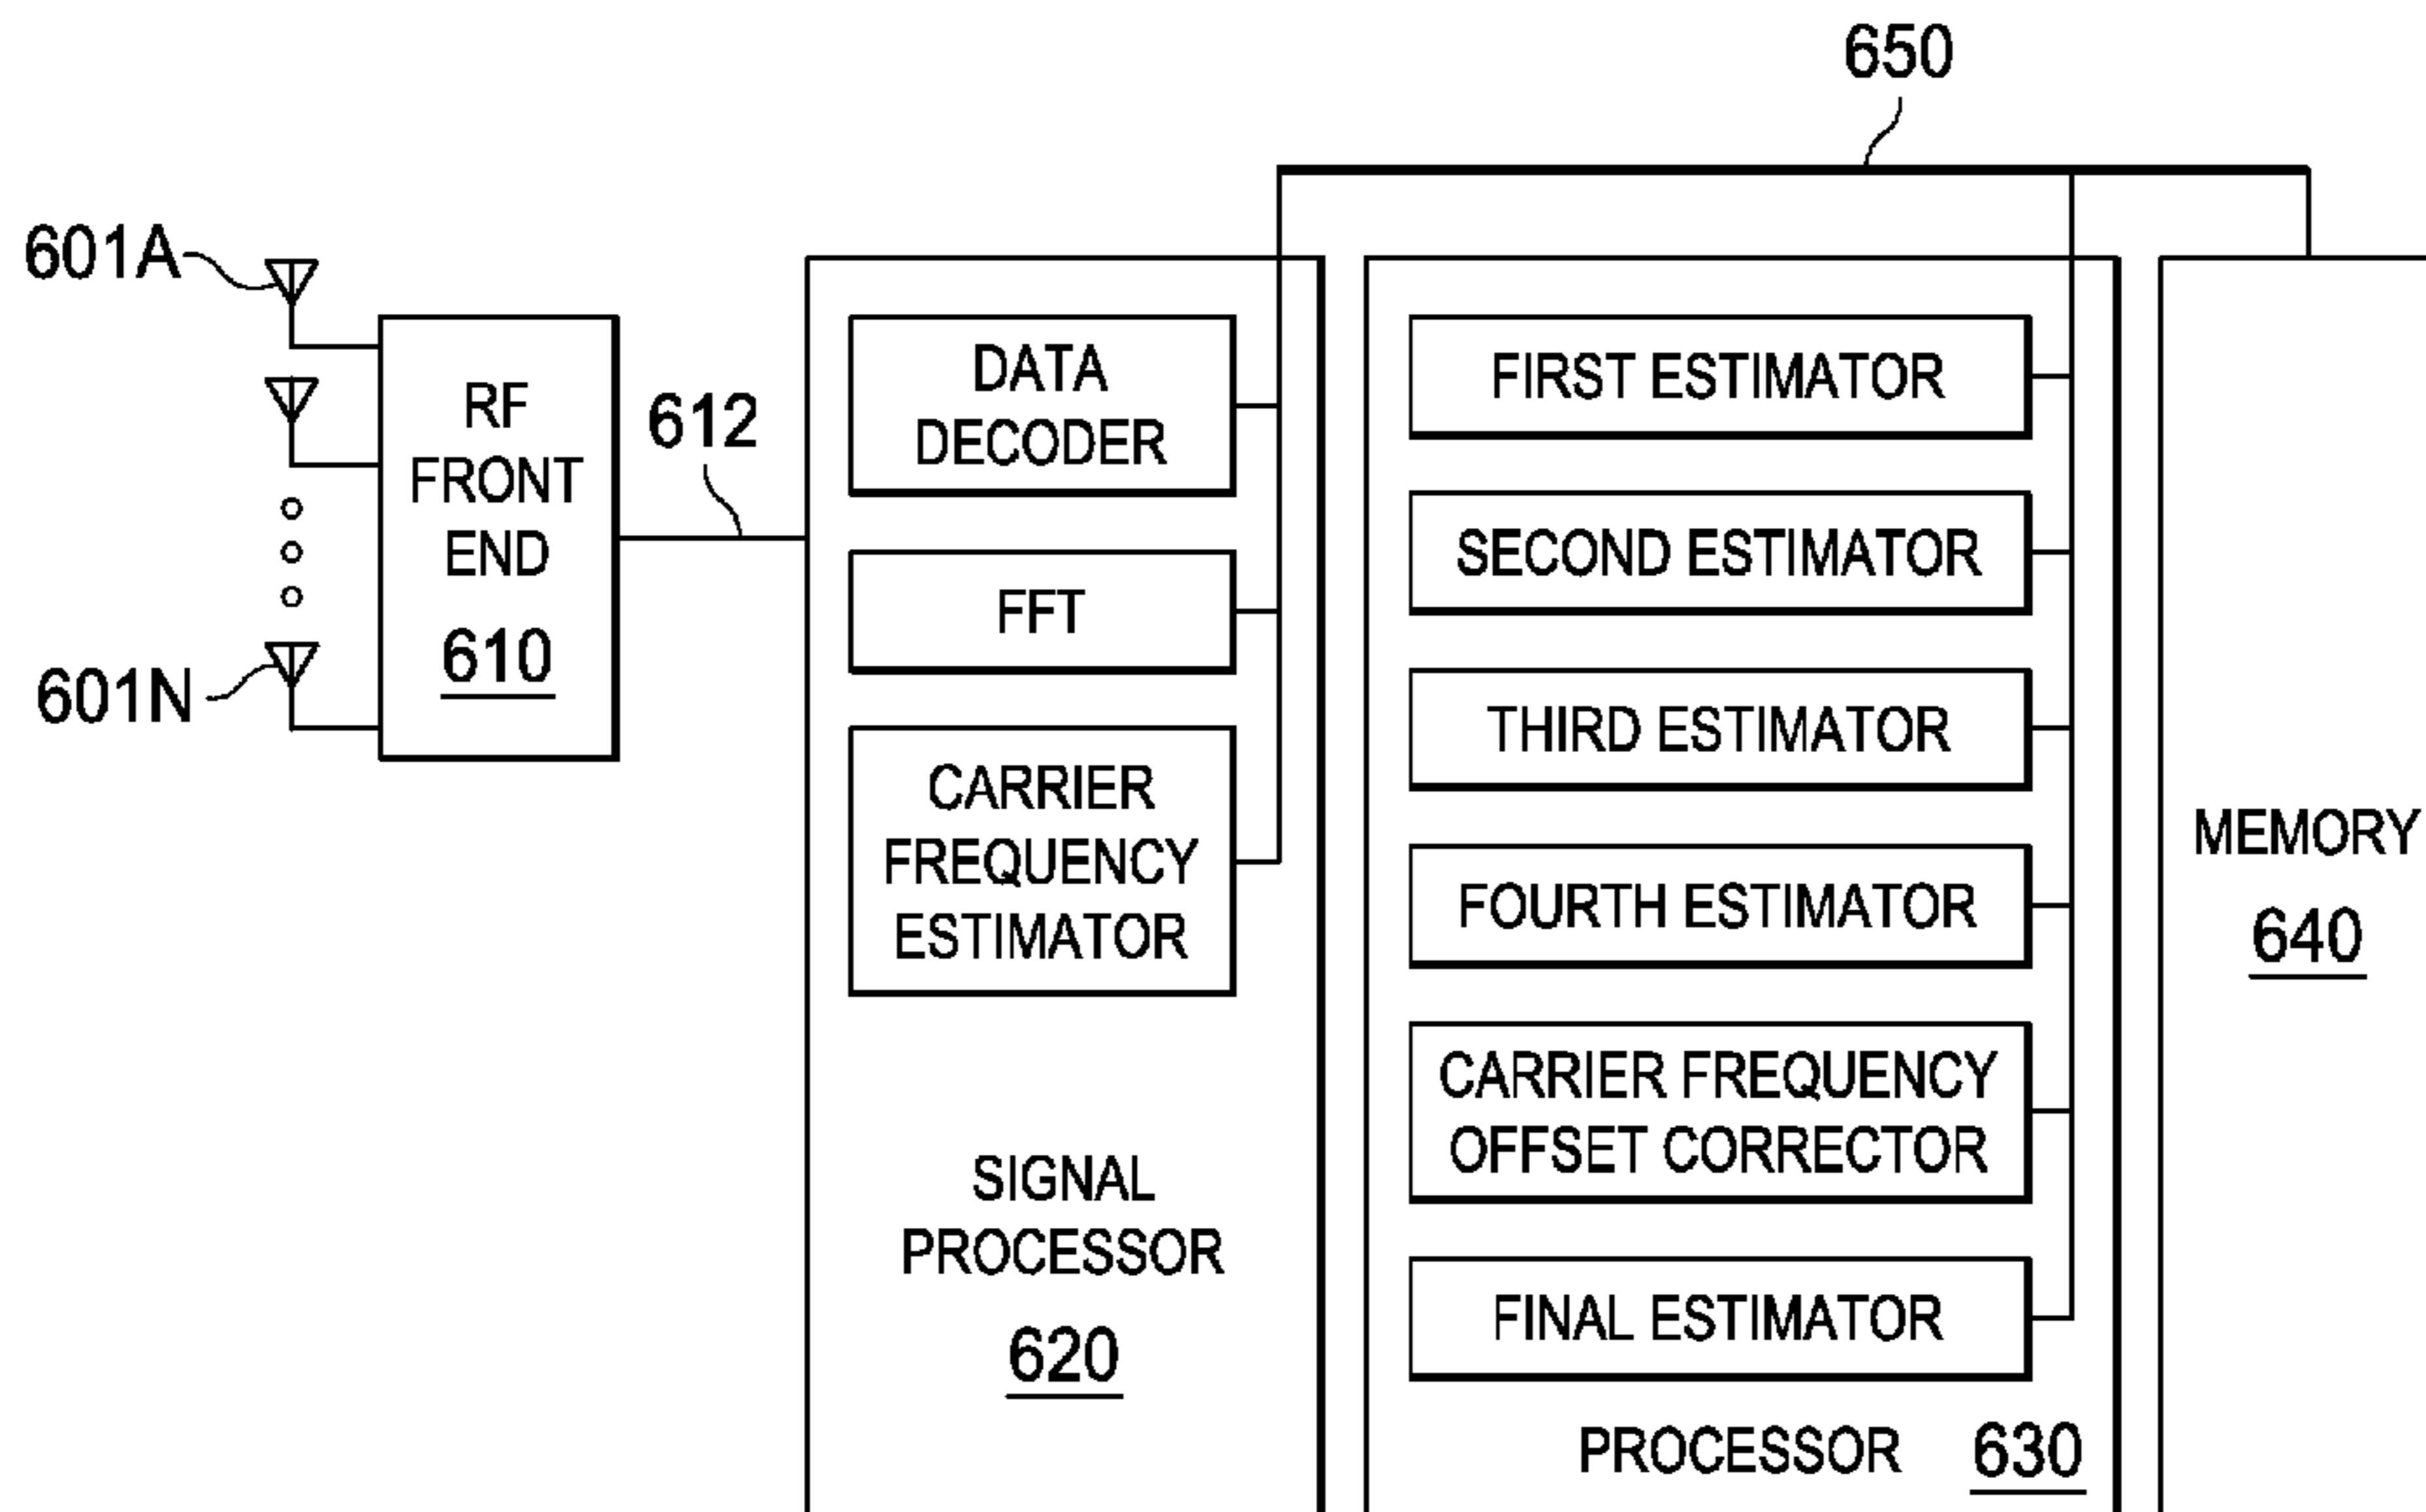 650
601A
601N
RF
FRONT
END
610
612
DATA
DECODER
FFT
CARRIER
FREQUENCY
ESTIMATOR
SIGNAL
PROCESSOR
620
FIRST ESTIMATOR
SECOND ESTIMATOR
THIRD ESTIMATOR
FOURTH ESTIMATOR
CARRIER FREQUENCY
OFFSET CORRECTOR
FINAL ESTIMATOR
PROCESSOR 630
MEMORY
640